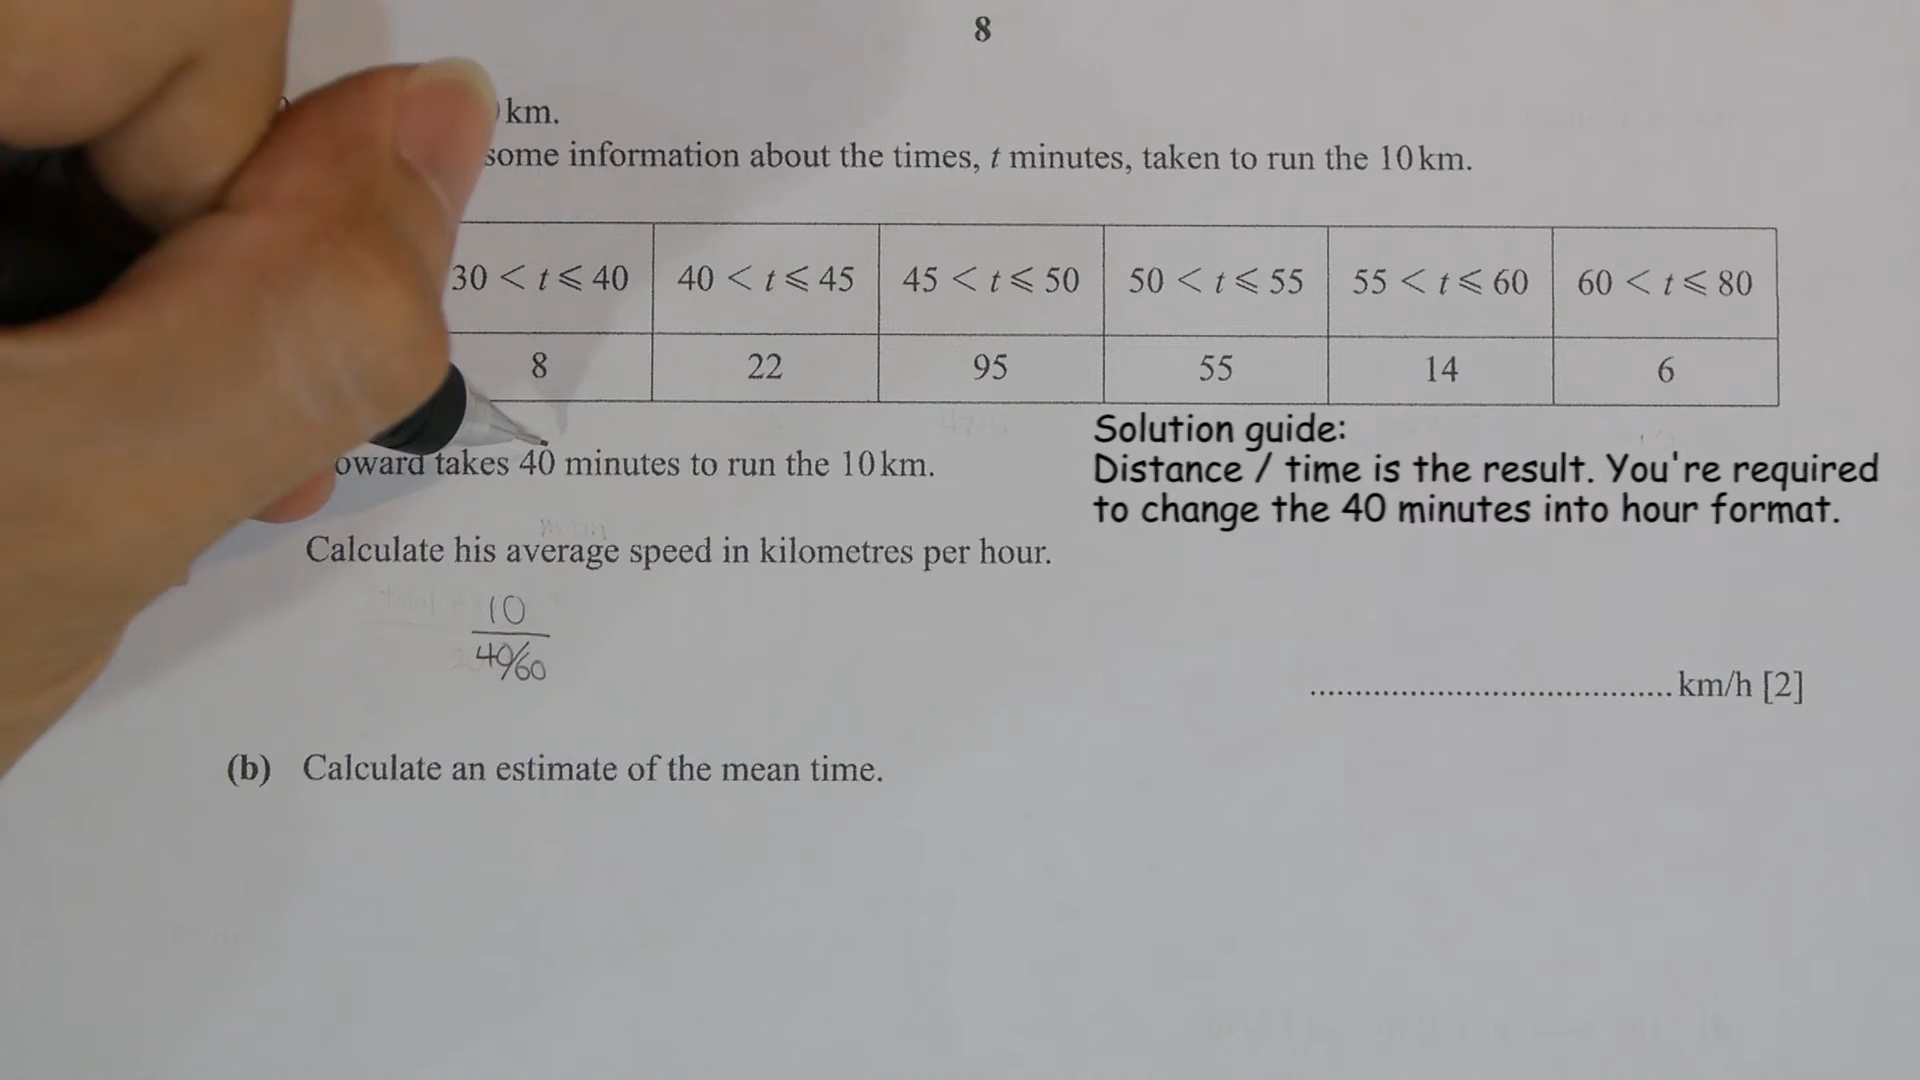 8
km.
some information about the times, t minutes, taken to run the 10 km.
30 < t ⩽ 40 40 < t ⩽ 45 45 < t ⩽ 50 50 < t ⩽ 55 55 < t ⩽ 60 60 < t ⩽ 80
8 22 95 55 14 6
Solution guide:
Distance / time is the result. You're required
to change the 40 minutes into hour format.
oward takes 40 minutes to run the 10 km.
Calculate his average speed in kilometres per hour.
10
40/60
........................................ km/h [2]
(b) Calculate an estimate of the mean time.